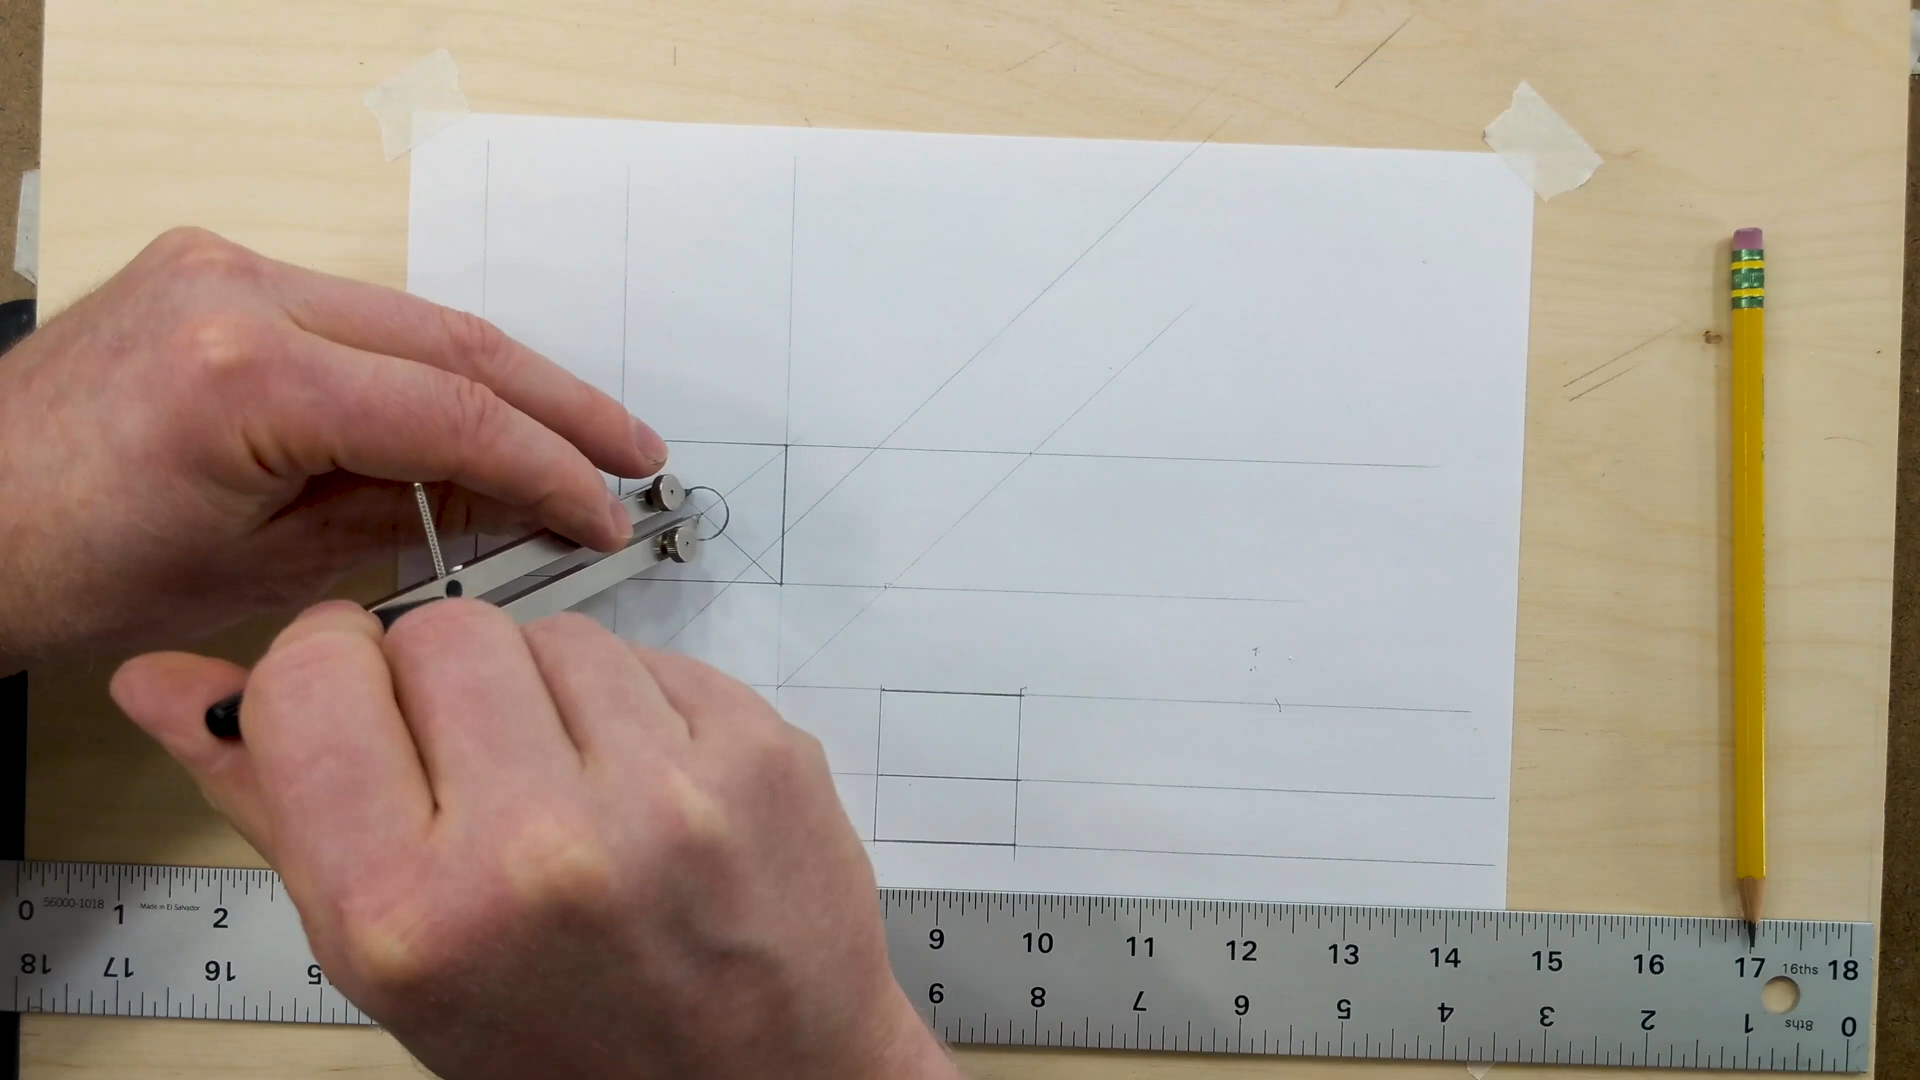 0 56000-1018 1 Made in El Salvador 2
9 10 11 12 13 14 15 16 17 16ths 18
18 17 16 15
9 8 7 6 5 4 3 2 1 8ths 0